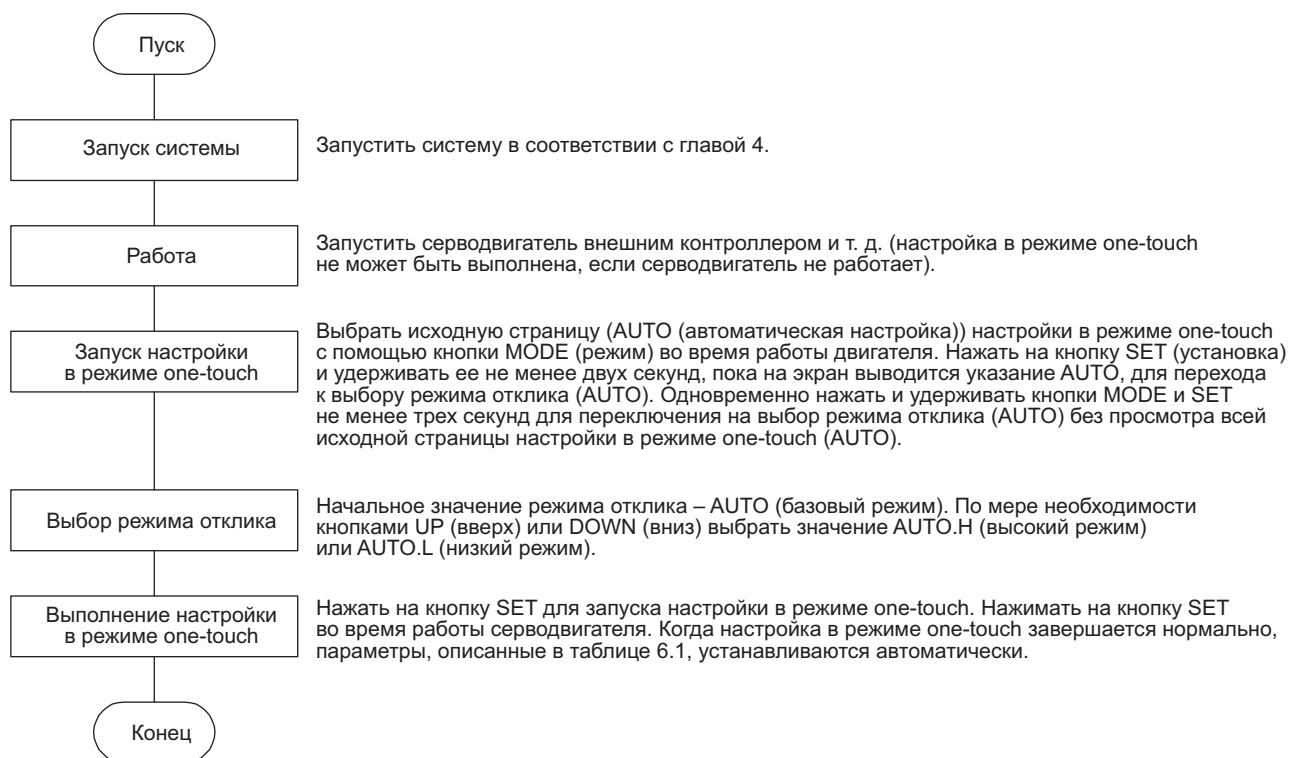 Пуск
Запуск системы
Запустить систему в соответствии с главой 4.
Работа
Запустить серводвигатель внешним контроллером и т. д. (настройка в режиме one-touch
не может быть выполнена, если серводвигатель не работает).
Запуск настройки
в режиме one-touch
Выбрать исходную страницу (AUTO (автоматическая настройка)) настройки в режиме one-touch
с помощью кнопки MODE (режим) во время работы двигателя. Нажать на кнопку SET (установка)
и удерживать ее не менее двух секунд, пока на экран выводится указание AUTO, для перехода
к выбору режима отклика (AUTO). Одновременно нажать и удерживать кнопки MODE и SET
не менее трех секунд для переключения на выбор режима отклика (AUTO) без просмотра всей
исходной страницы настройки в режиме one-touch (AUTO).
Выбор режима отклика
Начальное значение режима отклика – AUTO (базовый режим). По мере необходимости
кнопками UP (вверх) или DOWN (вниз) выбрать значение AUTO.H (высокий режим)
или AUTO.L (низкий режим).
Выполнение настройки
в режиме one-touch
Нажать на кнопку SET для запуска настройки в режиме one-touch. Нажимать на кнопку SET
во время работы серводвигателя. Когда настройка в режиме one-touch завершается нормально,
параметры, описанные в таблице 6.1, устанавливаются автоматически.
Конец